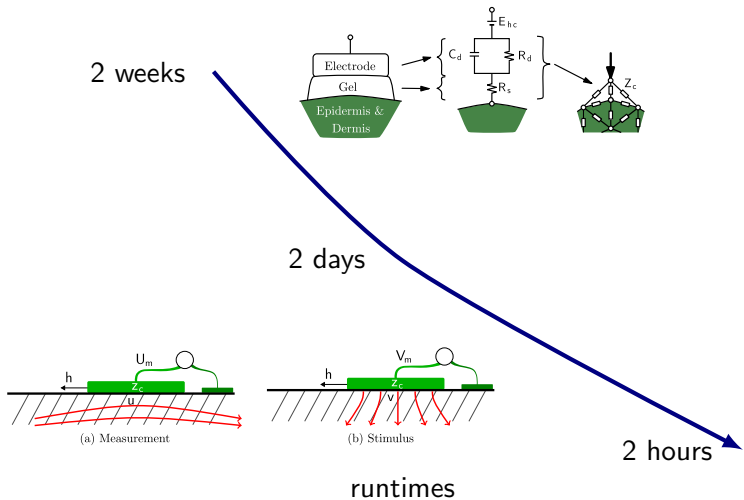 E_hc
C_d
R_d
Electrode
2 weeks
Gel
Z_c
R_s
Epidermis &
Dermis
2 days
U_m
V_m
h
h
z_c
z_c
u
v
(a) Measurement
(b) Stimulus
2 hours
runtimes